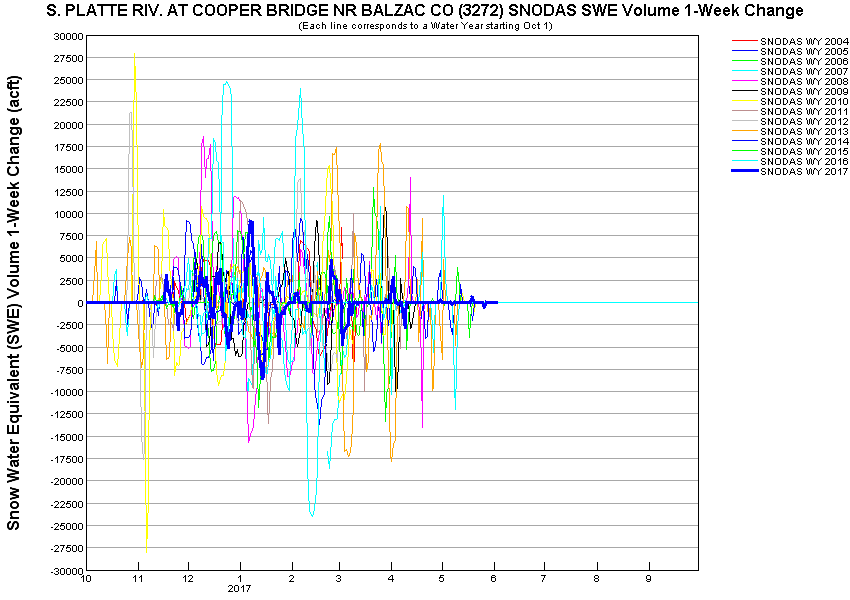 S. PLATTE RIV. AT COOPER BRIDGE NR BALZAC CO (3272) SNODAS SWE Volume 1-Week Change
(Each line corresponds to a Water Year starting Oct 1)
Snow Water Equivalent (SWE) Volume 1-Week Change (acft)
30000
27500
25000
22500
20000
17500
15000
12500
10000
7500
5000
2500
0
-2500
-5000
-7500
-10000
-12500
-15000
-17500
-20000
-22500
-25000
-27500
-30000
10 11 12 1 2 3 4 5 6 7 8 9
2017
SNODAS WY 2004
SNODAS WY 2005
SNODAS WY 2006
SNODAS WY 2007
SNODAS WY 2008
SNODAS WY 2009
SNODAS WY 2010
SNODAS WY 2011
SNODAS WY 2012
SNODAS WY 2013
SNODAS WY 2014
SNODAS WY 2015
SNODAS WY 2016
SNODAS WY 2017